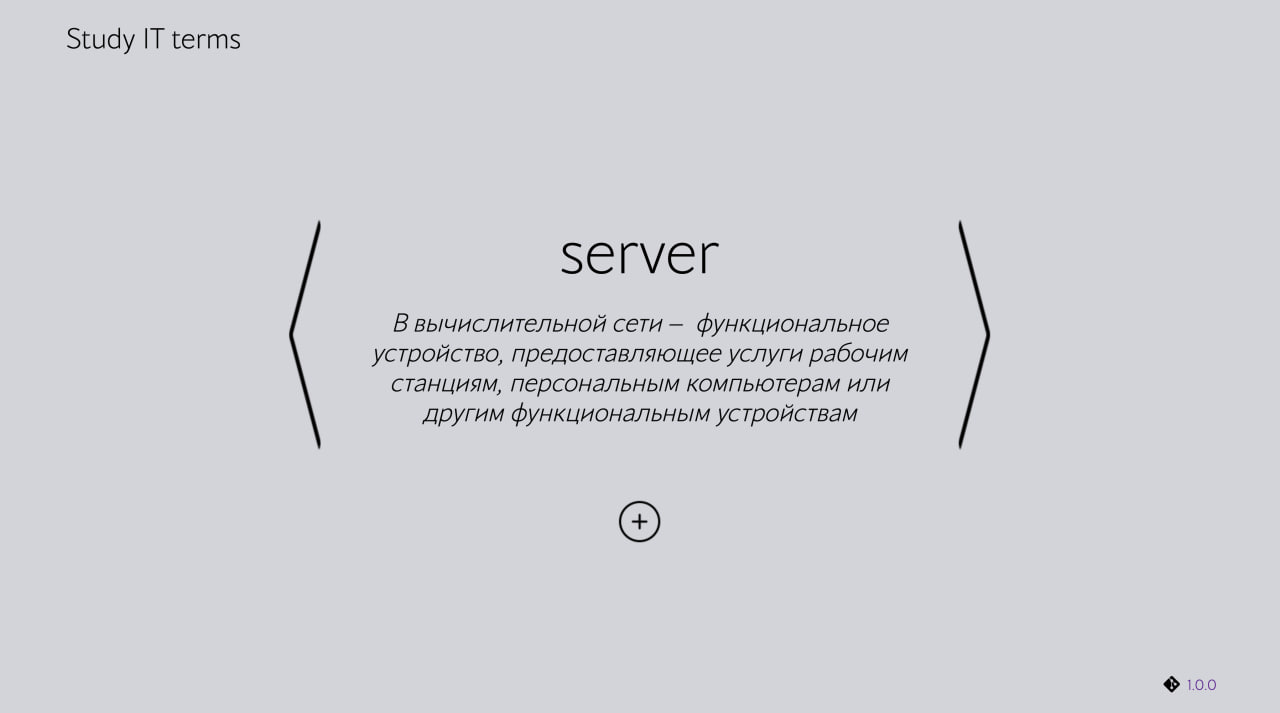 Study IT terms
server
В вычислительной сети –  функциональное
устройство, предоставляющее услуги рабочим
станциям, персональным компьютерам или
другим функциональным устройствам
1.0.0